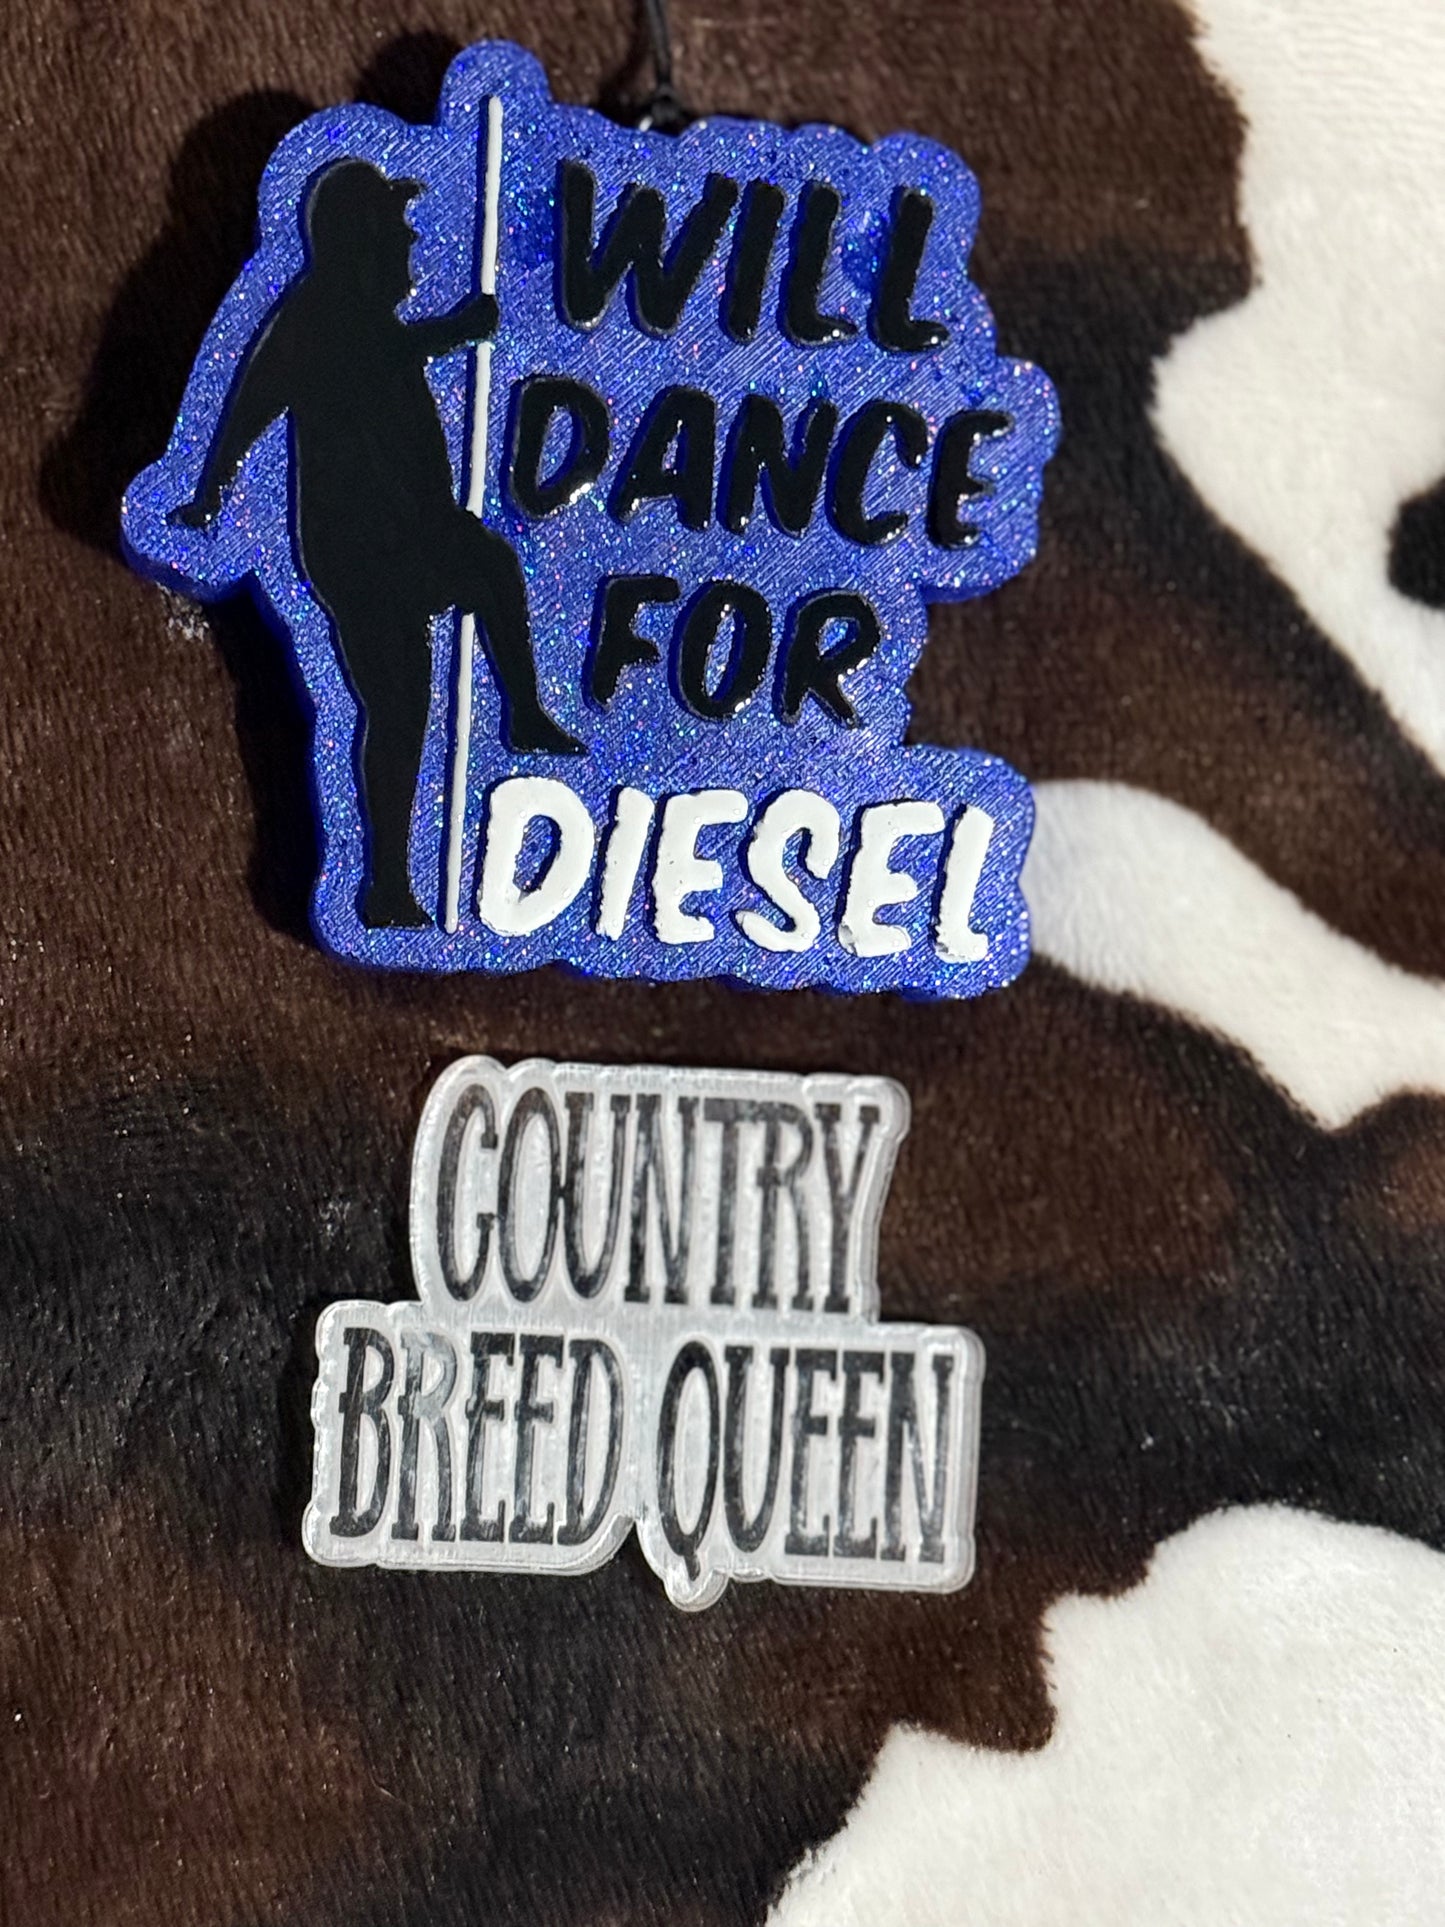 WILL
DANCE
FOR
DIESEL
COUNTRY
BREED QUEEN